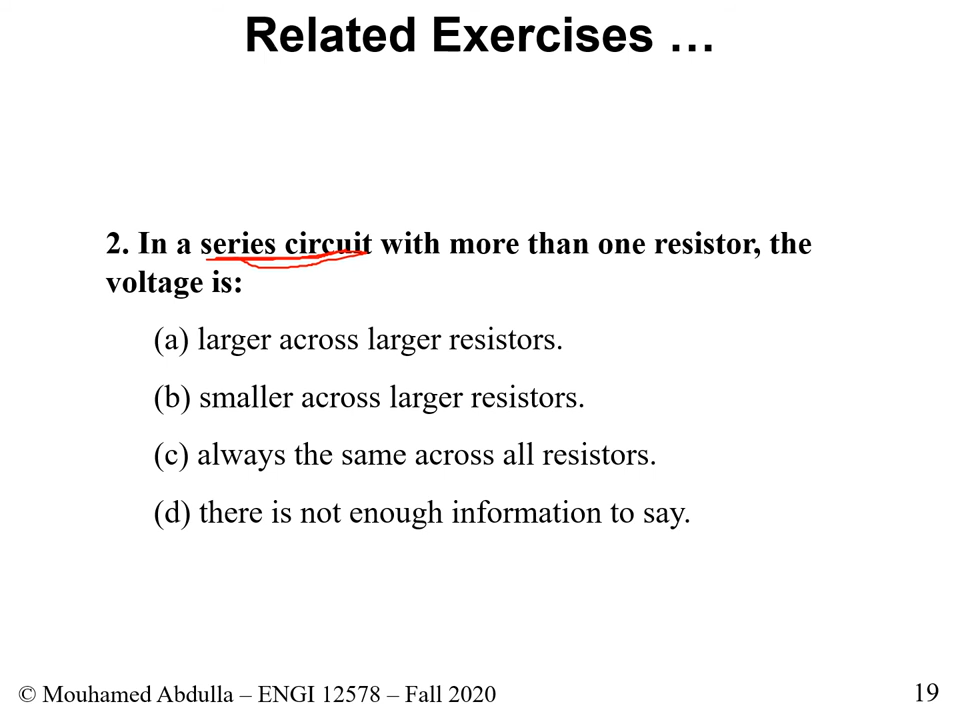 Related Exercises …
2. In a series circuit with more than one resistor, the
voltage is:
(a) larger across larger resistors.
(b) smaller across larger resistors.
(c) always the same across all resistors.
(d) there is not enough information to say.
© Mouhamed Abdulla – ENGI 12578 – Fall 2020
19